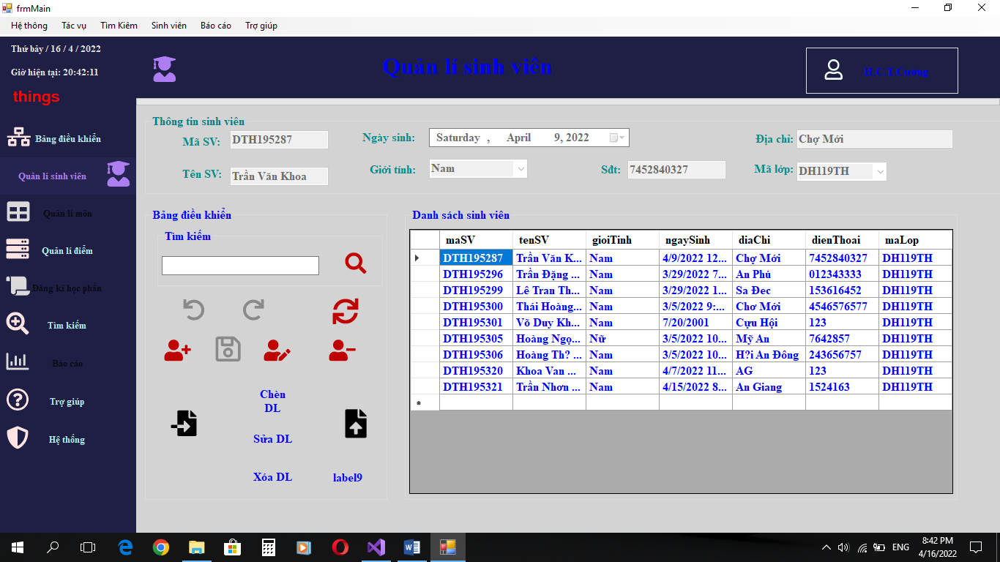 frmMain
Hệ thông Tác vụ Tìm Kiêm Sinh viên Báo cáo Trợ giúp
Thứ bảy / 16 / 4 / 2022
Giờ hiện tại: 20:42:11
things
Quản lí sinh viên
Bảng điều khiển
Quản lí sinh viên
Quản lí môn
Quản lí điểm
Đăng kí học phần
Tìm kiếm
Báo cáo
Trợ giúp
Hệ thống
Thông tin sinh viên
Mã SV: DTH195287 Ngày sinh: Saturday , April 9, 2022 Địa chỉ: Chợ Mới
Tên SV: Trần Văn Khoa Giới tính: Nam Sđt: 7452840327 Mã lớp: DH119TH
Bảng điều khiển
Tìm kiếm
Chèn
DL
Sửa DL
Xóa DL label9
Danh sách sinh viên
maSV tenSV gioiTinh ngaySinh diaChi dienThoai maLop
DTH195287 Trần Văn K... Nam 4/9/2022 12... Chợ Mới 7452840327 DH119TH
DTH195296 Trần Đặng ... Nam 3/29/2022 7... An Phú 012343333 DH119TH
DTH195299 Lê Tran Th... Nam 3/29/2022 1... Sa Đec 153616452 DH119TH
DTH195300 Thái Hoàng... Nam 3/5/2022 9:... Chơ Mới 4546576577 DH119TH
DTH195301 Võ Duy Kh... Nam 7/20/2001 Cựu Hội 123 DH119TH
DTH195305 Hoàng Ngọ... Nữ 3/5/2022 10... Mỹ An 7642857 DH119TH
DTH195306 Hoàng Th? ... Nam 3/5/2022 10... H?i An Đông 243656757 DH119TH
DTH195320 Khoa Van ... Nam 4/7/2022 11... AG 123 DH119TH
DTH195321 Trần Nhơn ... Nam 4/15/2022 8... An Giang 1524163 DH119TH
ENG
8:42 PM
4/16/2022